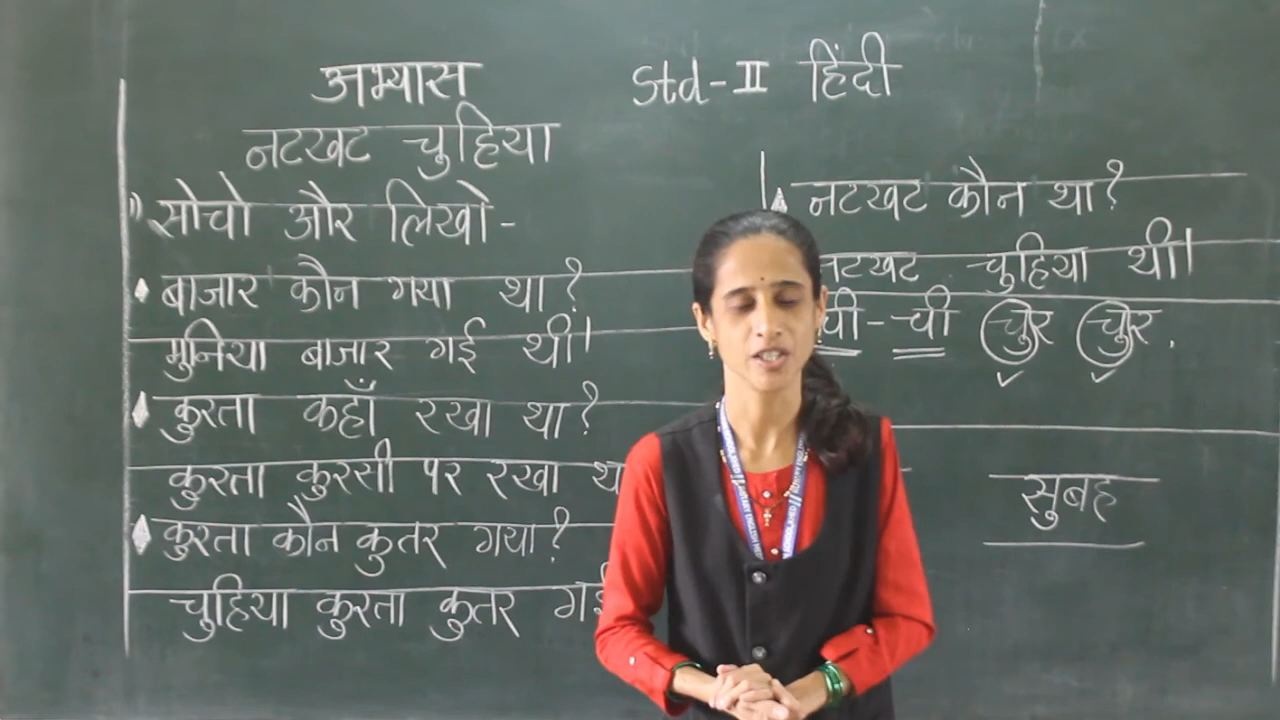 अभ्यास
Std-II हिंदी
नटखट चुहिया
१) सोचो और लिखो-
बाजार कौन गया था?
मुनिया बाजार गई थी।
कुरता कहाँ रखा था?
कुरता कुरसी पर रखा
कुरता कौन कुतर गया?
चुहिया कुरता कुतर
नटखट कौन था?
नटखट चुहिया थी।
ची-ची चुर चुर.
सुबह